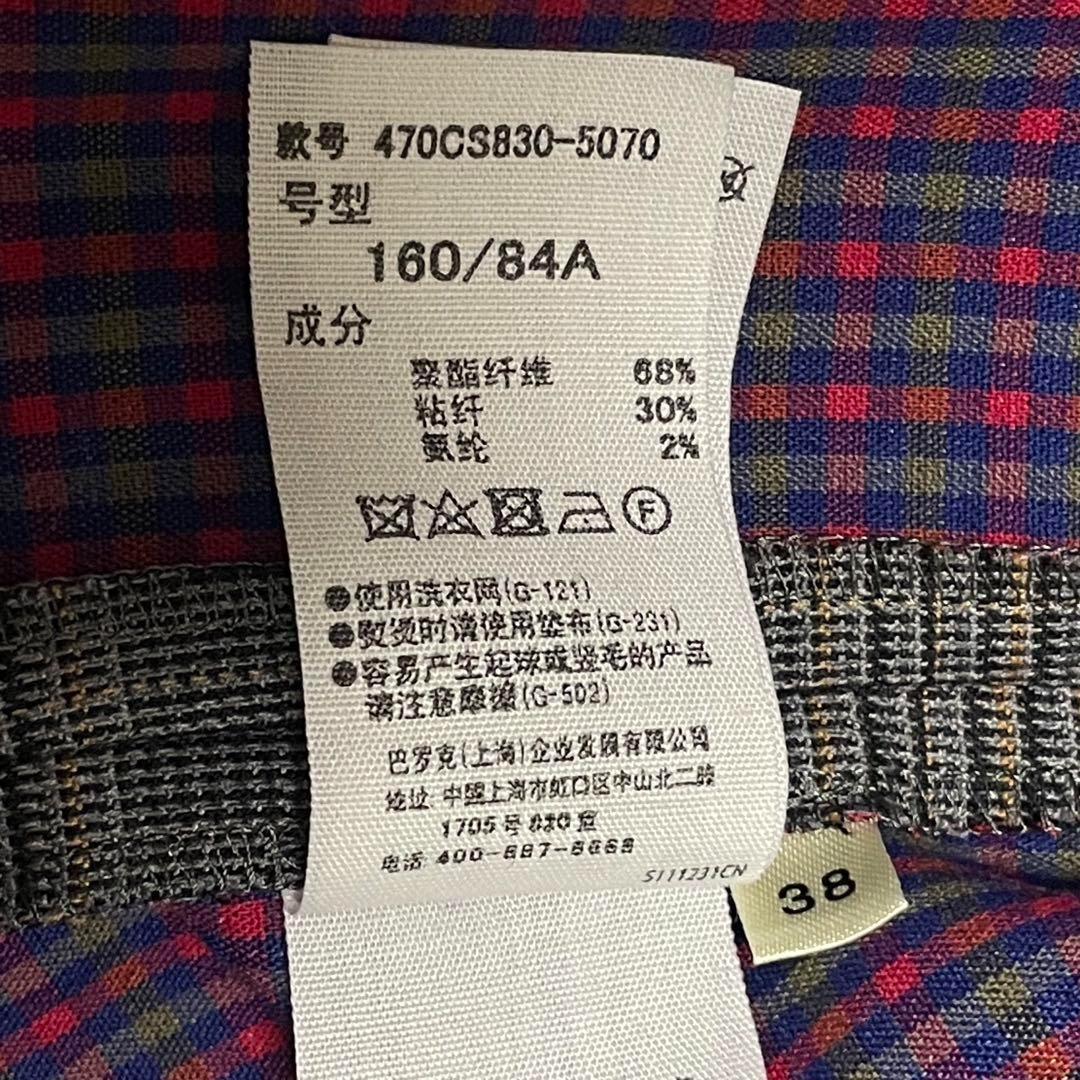 款号 470CS830-5070
号型
160/84A
成分
聚酯纤维 68%
粘纤 30%
氨纶 2%
F
●使用洗衣网(G-121)
●熨烫时请使用垫布(G-231)
●容易产生起球或竖毛的产品
请注意摩擦(G-502)
巴罗克(上海)企业发展有限公司
地址 中国上海市虹口区中山北二路
1705号
电话
S111231CN
38